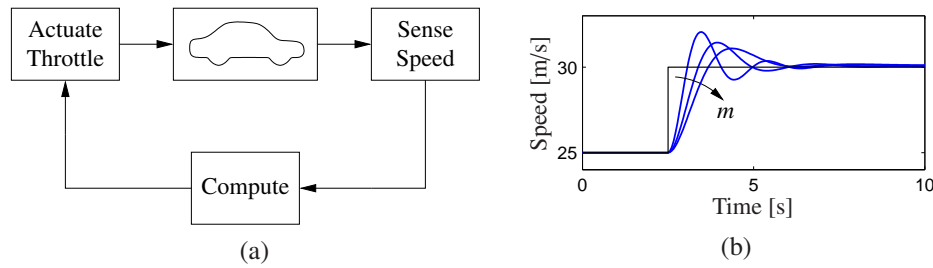 Actuate
Throttle
Sense
Speed
Compute
(a)
Speed [m/s]
30
25
m
0
5
10
Time [s]
(b)